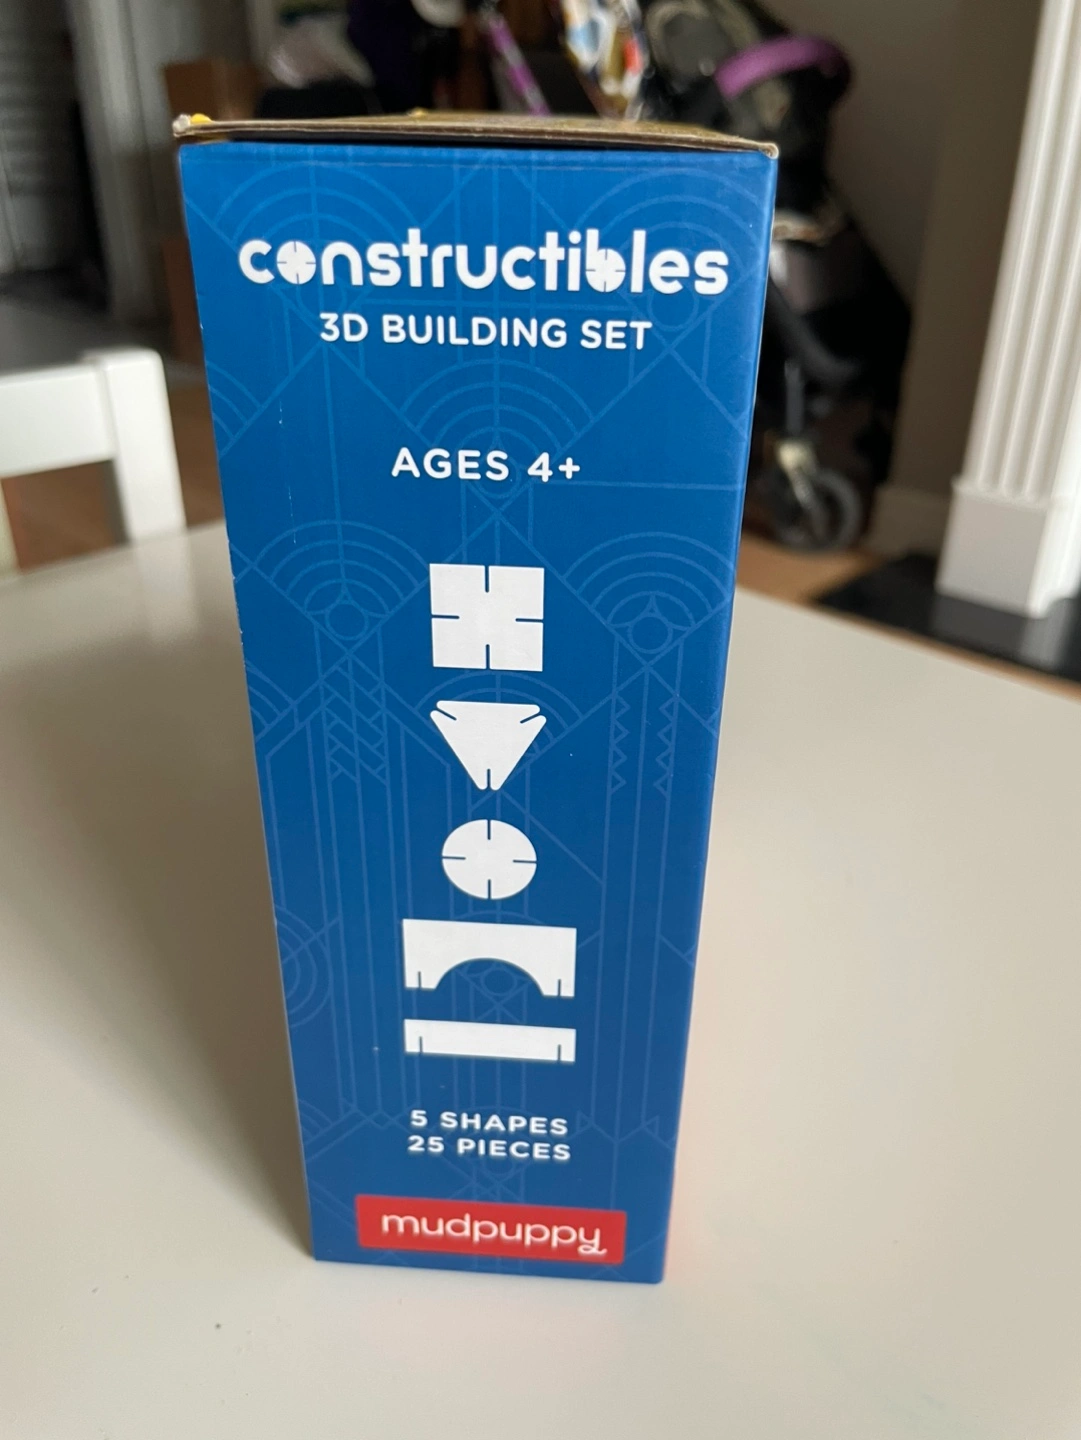 constructibles
3D BUILDING SET
AGES 4+
5 SHAPES
25 PIECES
mudpuppy